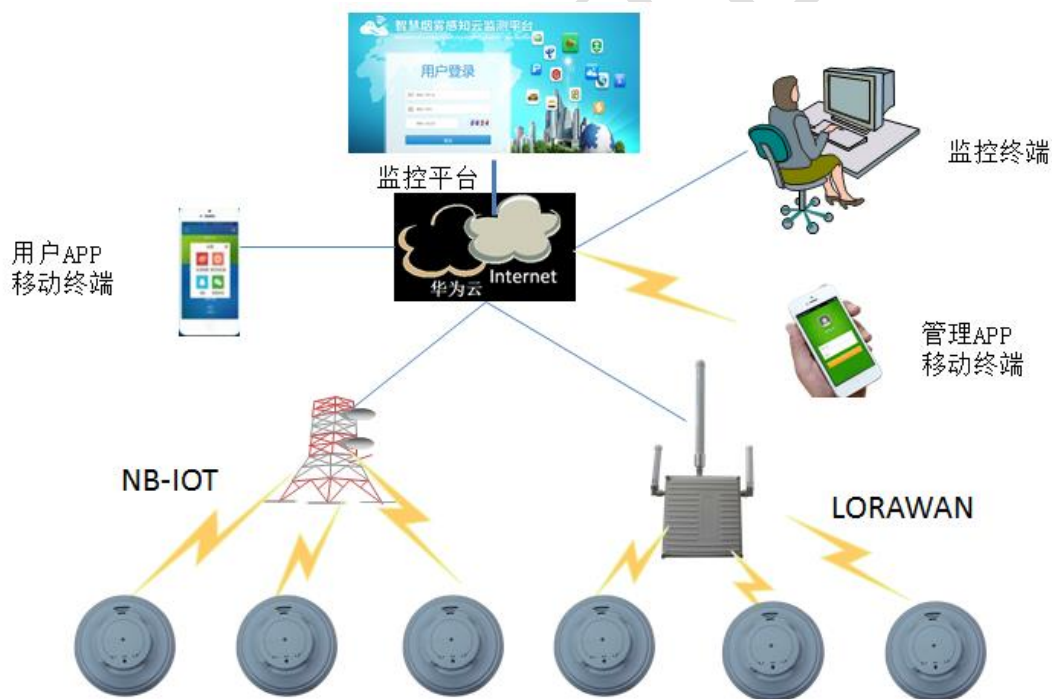 智慧烟雾感知云监测平台
用户登录
监控平台
监控终端
用户APP
移动终端
Internet
华为云
管理APP
移动终端
NB-IOT
LORAWAN